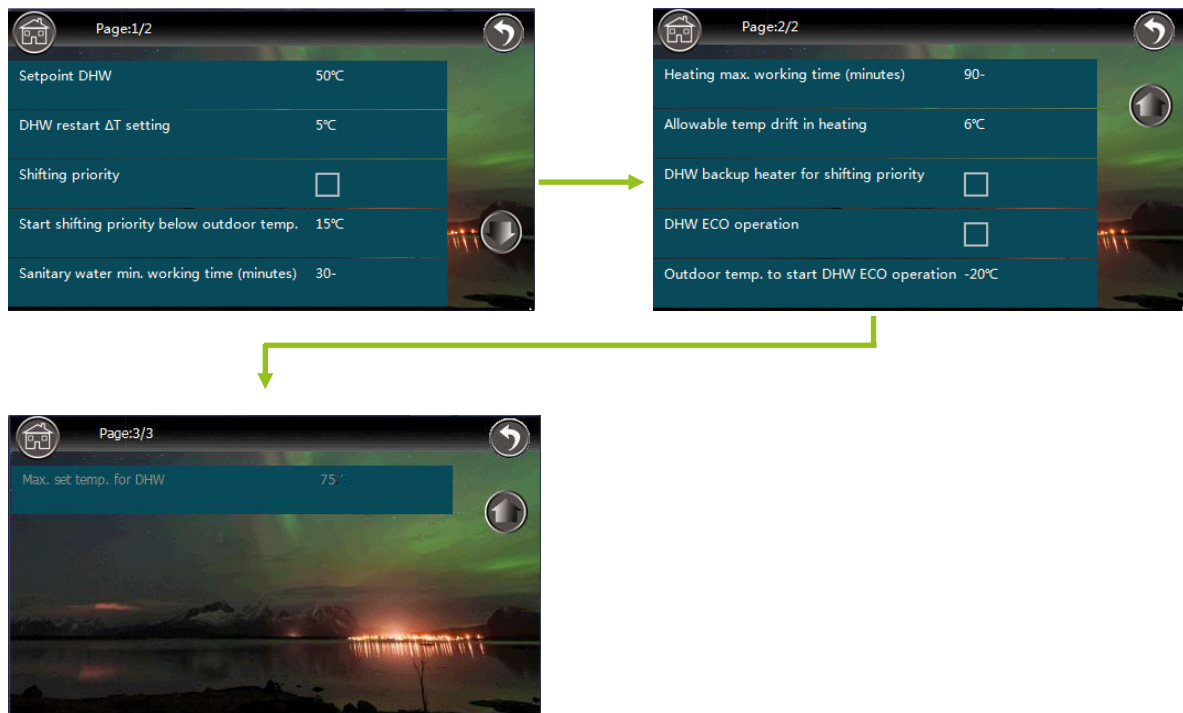 Page:1/2
Setpoint DHW 50℃
DHW restart ΔT setting 5℃
Shifting priority
Start shifting priority below outdoor temp. 15℃
Sanitary water min. working time (minutes) 30-
Page:2/2
Heating max. working time (minutes) 90-
Allowable temp drift in heating 6℃
DHW backup heater for shifting priority
DHW ECO operation
Outdoor temp. to start DHW ECO operation -20℃
Page:3/3
Max. set temp. for DHW 75